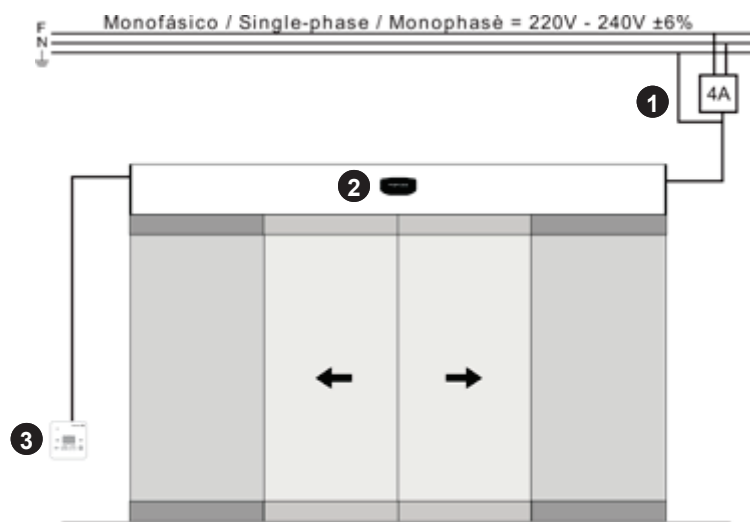 Monofásico / Single-phase / Monophasè = 220V - 240V ±6%
F
N
4A
1
2
3